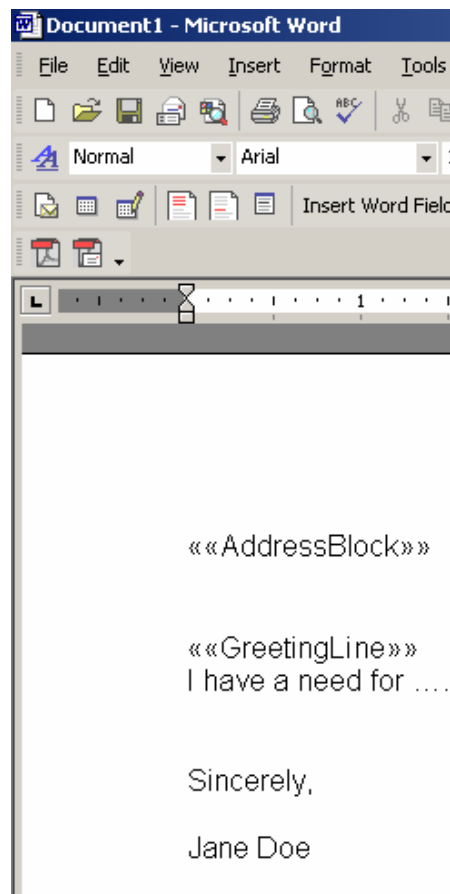 Document1 - Microsoft Word
File Edit View Insert Format Tools
ABC
Normal Arial
Insert Word
L 1
««AddressBlock»»
««GreetingLine»»
I have a need for ....
Sincerely,
Jane Doe